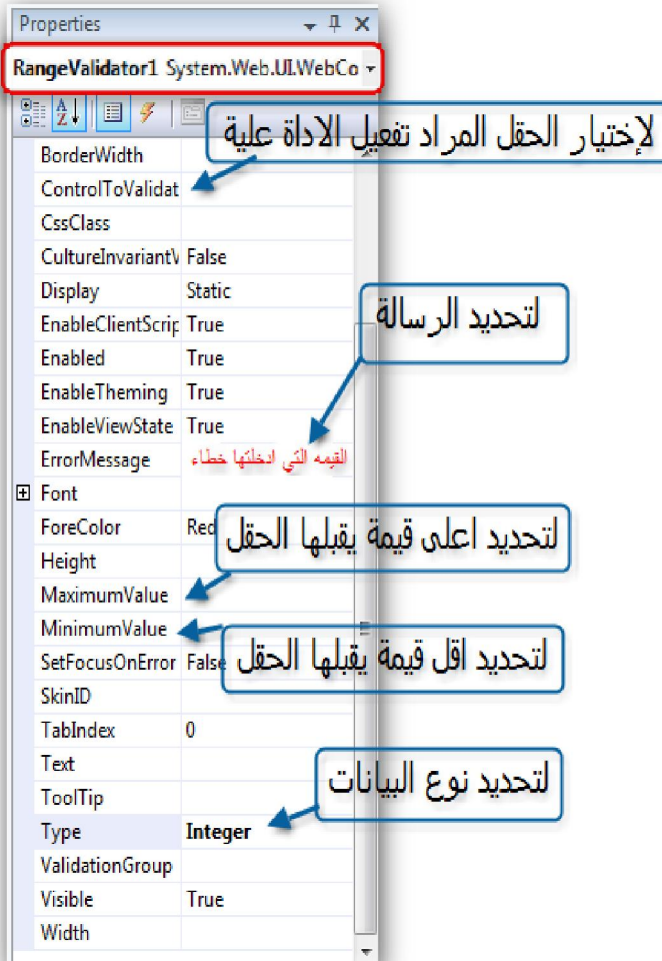 Properties
RangeValidator1 System.Web.UI.WebCo
لإختيار الحقل المراد تفعيل الاداة علية
BorderWidth
ControlToValidat
CssClass
CultureInvariantV False
Display Static
لتحديد الرسالة
EnableClientScrip True
Enabled True
EnableTheming True
EnableViewState True
ErrorMessage القيمه التي ادخلتها خطاء
Font
ForeColor Red
لتحديد اعلى قيمة يقبلها الحقل
Height
MaximumValue
MinimumValue
لتحديد اقل قيمة يقبلها الحقل
SetFocusOnError False
SkinID
TabIndex 0
Text
لتحديد نوع البيانات
ToolTip
Type Integer
ValidationGroup
Visible True
Width